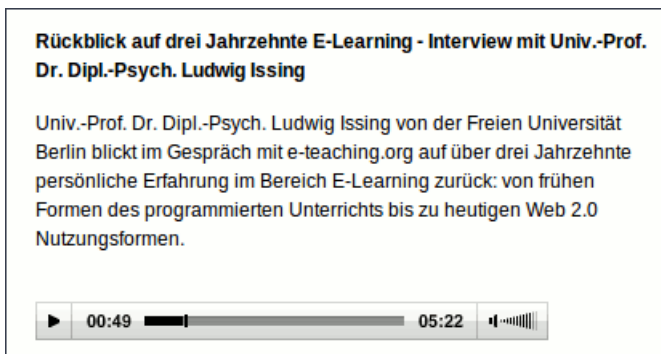 Rückblick auf drei Jahrzehnte E-Learning - Interview mit Univ.-Prof.
Dr. Dipl.-Psych. Ludwig Issing
Univ.-Prof. Dr. Dipl.-Psych. Ludwig Issing von der Freien Universität
Berlin blickt im Gespräch mit e-teaching.org auf über drei Jahrzehnte
persönliche Erfahrung im Bereich E-Learning zurück: von frühen
Formen des programmierten Unterrichts bis zu heutigen Web 2.0
Nutzungsformen.
00:49 05:22